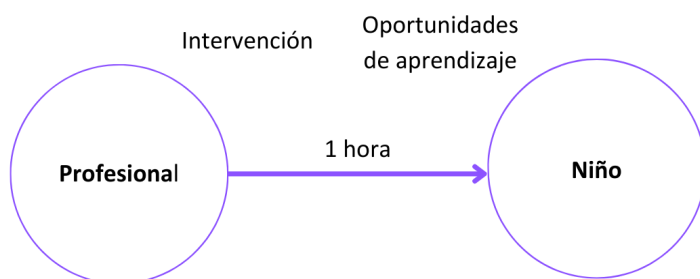 Intervención
Oportunidades
de aprendizaje
Profesional
1 hora
Niño